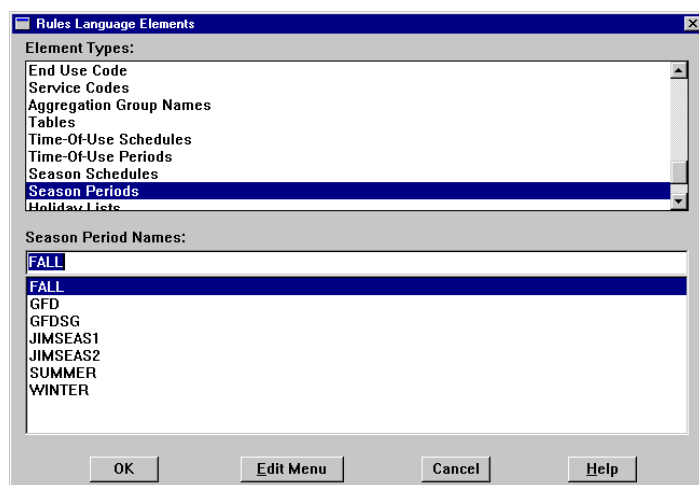 Rules Language Elements
Element Types:
End Use Code
Service Codes
Aggregation Group Names
Tables
Time-Of-Use Schedules
Time-Of-Use Periods
Season Schedules
Season Periods
Holiday Lists
Season Period Names:
FALL
FALL
GFD
GFDSG
JIMSEAS1
JIMSEAS2
SUMMER
WINTER
OK Edit Menu Cancel Help